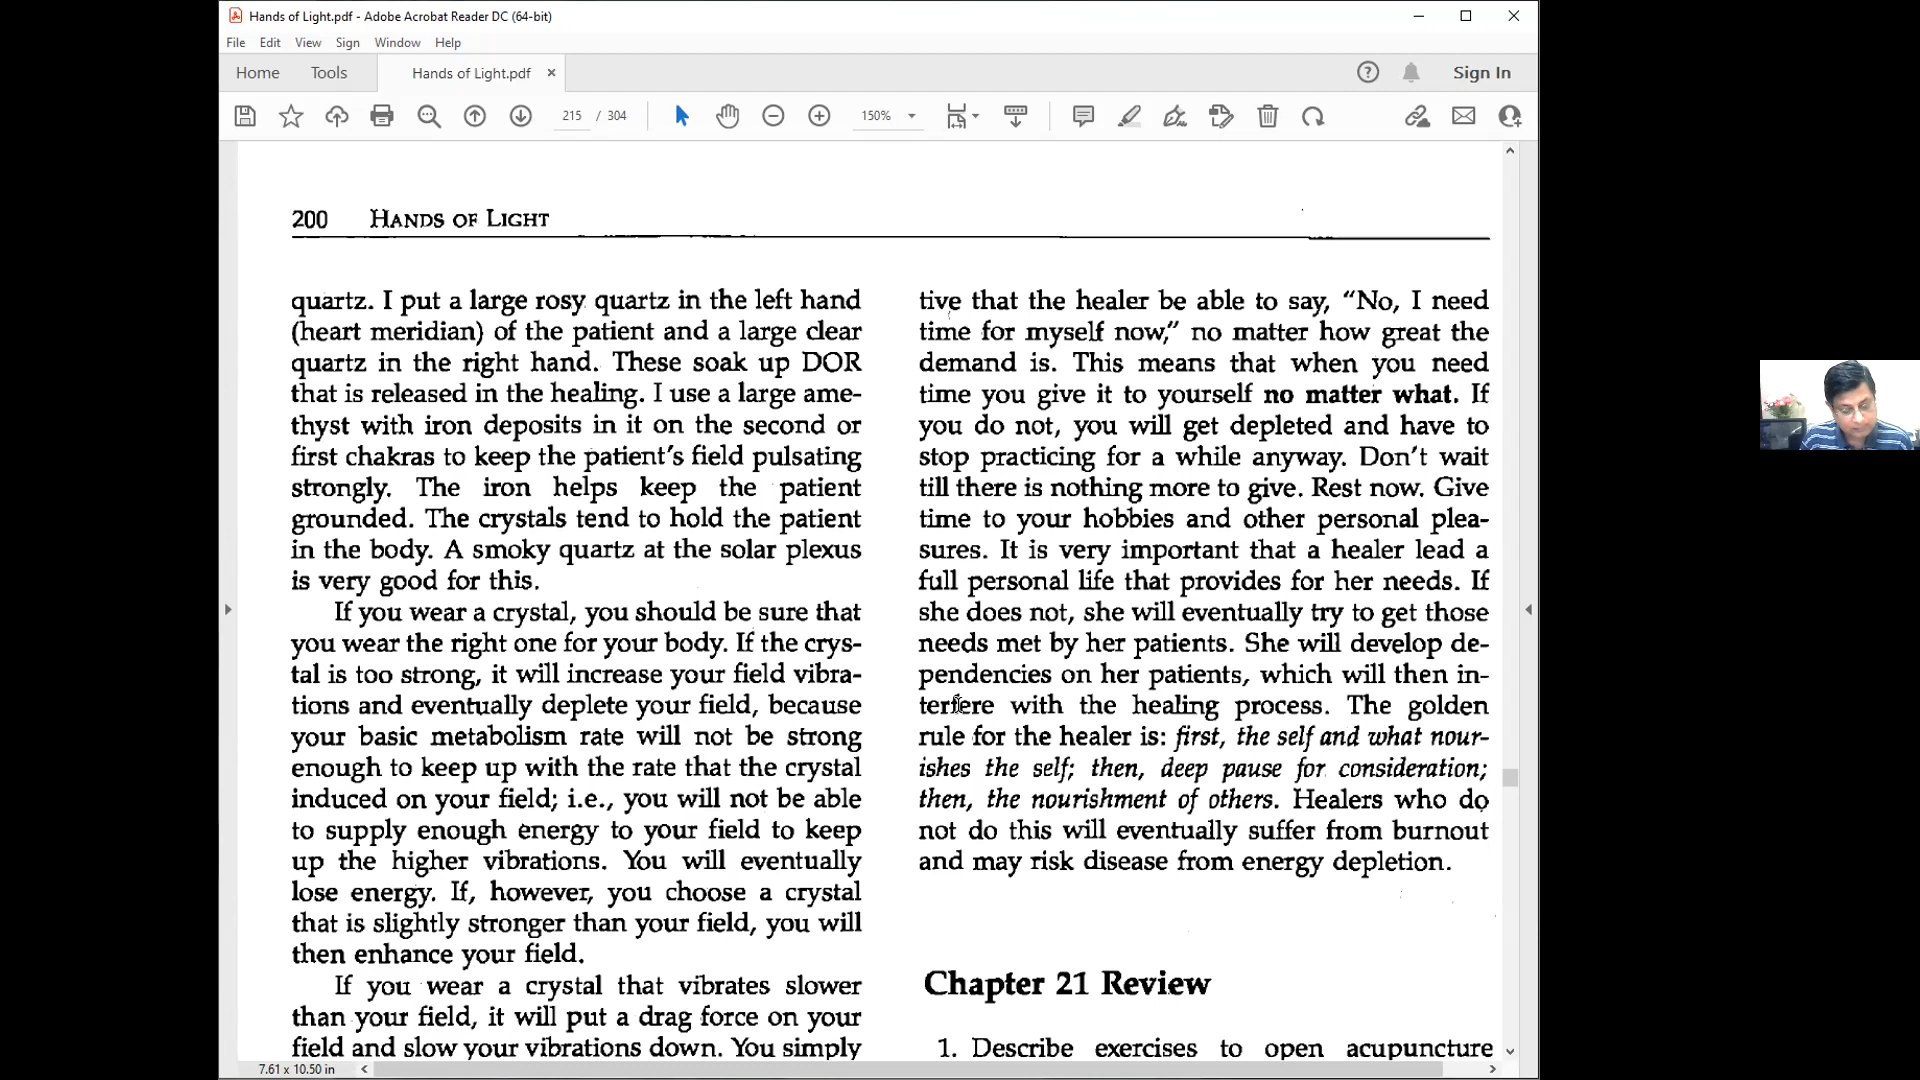 Hands of Light.pdf - Adobe Acrobat Reader DC (64-bit)
File Edit View Sign Window Help
Home Tools Hands of Light.pdf × Sign In
215 / 304 150%
200 HANDS OF LIGHT
quartz. I put a large rosy quartz in the left hand
(heart meridian) of the patient and a large clear
quartz in the right hand. These soak up DOR
that is released in the healing. I use a large ame-
thyst with iron deposits in it on the second or
first chakras to keep the patient's field pulsating
strongly. The iron helps keep the patient
grounded. The crystals tend to hold the patient
in the body. A smoky quartz at the solar plexus
is very good for this.
If you wear a crystal, you should be sure that
you wear the right one for your body. If the crys-
tal is too strong, it will increase your field vibra-
tions and eventually deplete your field, because
your basic metabolism rate will not be strong
enough to keep up with the rate that the crystal
induced on your field; i.e., you will not be able
to supply enough energy to your field to keep
up the higher vibrations. You will eventually
lose energy. If, however, you choose a crystal
that is slightly stronger than your field, you will
then enhance your field.
If you wear a crystal that vibrates slower
than your field, it will put a drag force on your
field and slow your vibrations down. You simply
tive that the healer be able to say, "No, I need
time for myself now," no matter how great the
demand is. This means that when you need
time you give it to yourself no matter what. If
you do not, you will get depleted and have to
stop practicing for a while anyway. Don't wait
till there is nothing more to give. Rest now. Give
time to your hobbies and other personal plea-
sures. It is very important that a healer lead a
full personal life that provides for her needs. If
she does not, she will eventually try to get those
needs met by her patients. She will develop de-
pendencies on her patients, which will then in-
terfere with the healing process. The golden
rule for the healer is: first, the self and what nour-
ishes the self; then, deep pause for consideration;
then, the nourishment of others. Healers who do
not do this will eventually suffer from burnout
and may risk disease from energy depletion.
Chapter 21 Review
1. Describe exercises to open acupuncture
7.61 x 10.50 in